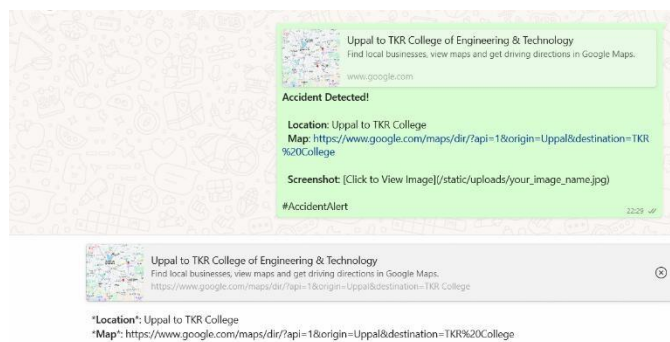 Uppal to TKR College of Engineering & Technology
Find local businesses, view maps and get driving directions in Google Maps.
www.google.com
Accident Detected!
Location: Uppal to TKR College
Map: https://www.google.com/maps/dir/?api=1&origin=Uppal&destination=TKR
%20College
Screenshot: [Click to View Image](/static/uploads/your_image_name.jpg)
#AccidentAlert
22:29
Uppal to TKR College of Engineering & Technology
Find local businesses, view maps and get driving directions in Google Maps.
https://www.google.com/maps/dir/?api=1&origin=Uppal&destination=TKR College
*Location*: Uppal to TKR College
*Map*: https://www.google.com/maps/dir/?api=1&origin=Uppal&destination=TKR%20College